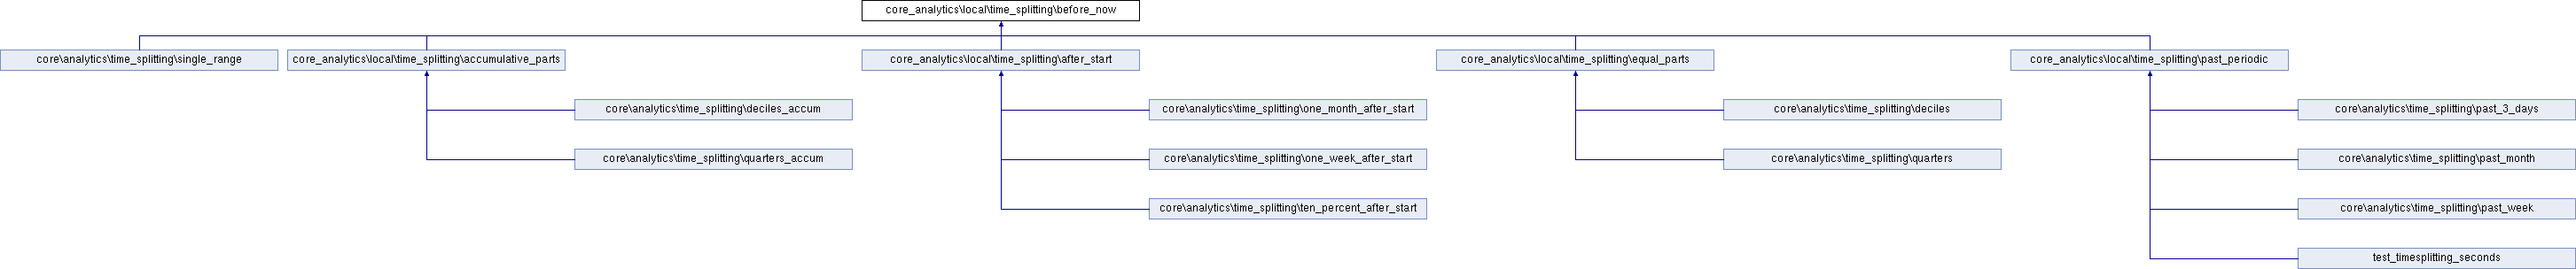 core_analytics\local\time_splitting\before_now
core\analytics\time_splitting\single_range
core_analytics\local\time_splitting\accumulative_parts
core_analytics\local\time_splitting\after_start
core_analytics\local\time_splitting\equal_parts
core_analytics\local\time_splitting\past_periodic
core\analytics\time_splitting\deciles_accum
core\analytics\time_splitting\one_month_after_start
core\analytics\time_splitting\deciles
core\analytics\time_splitting\past_3_days
core\analytics\time_splitting\quarters_accum
core\analytics\time_splitting\one_week_after_start
core\analytics\time_splitting\quarters
core\analytics\time_splitting\past_month
core\analytics\time_splitting\ten_percent_after_start
core\analytics\time_splitting\past_week
test_timesplitting_seconds